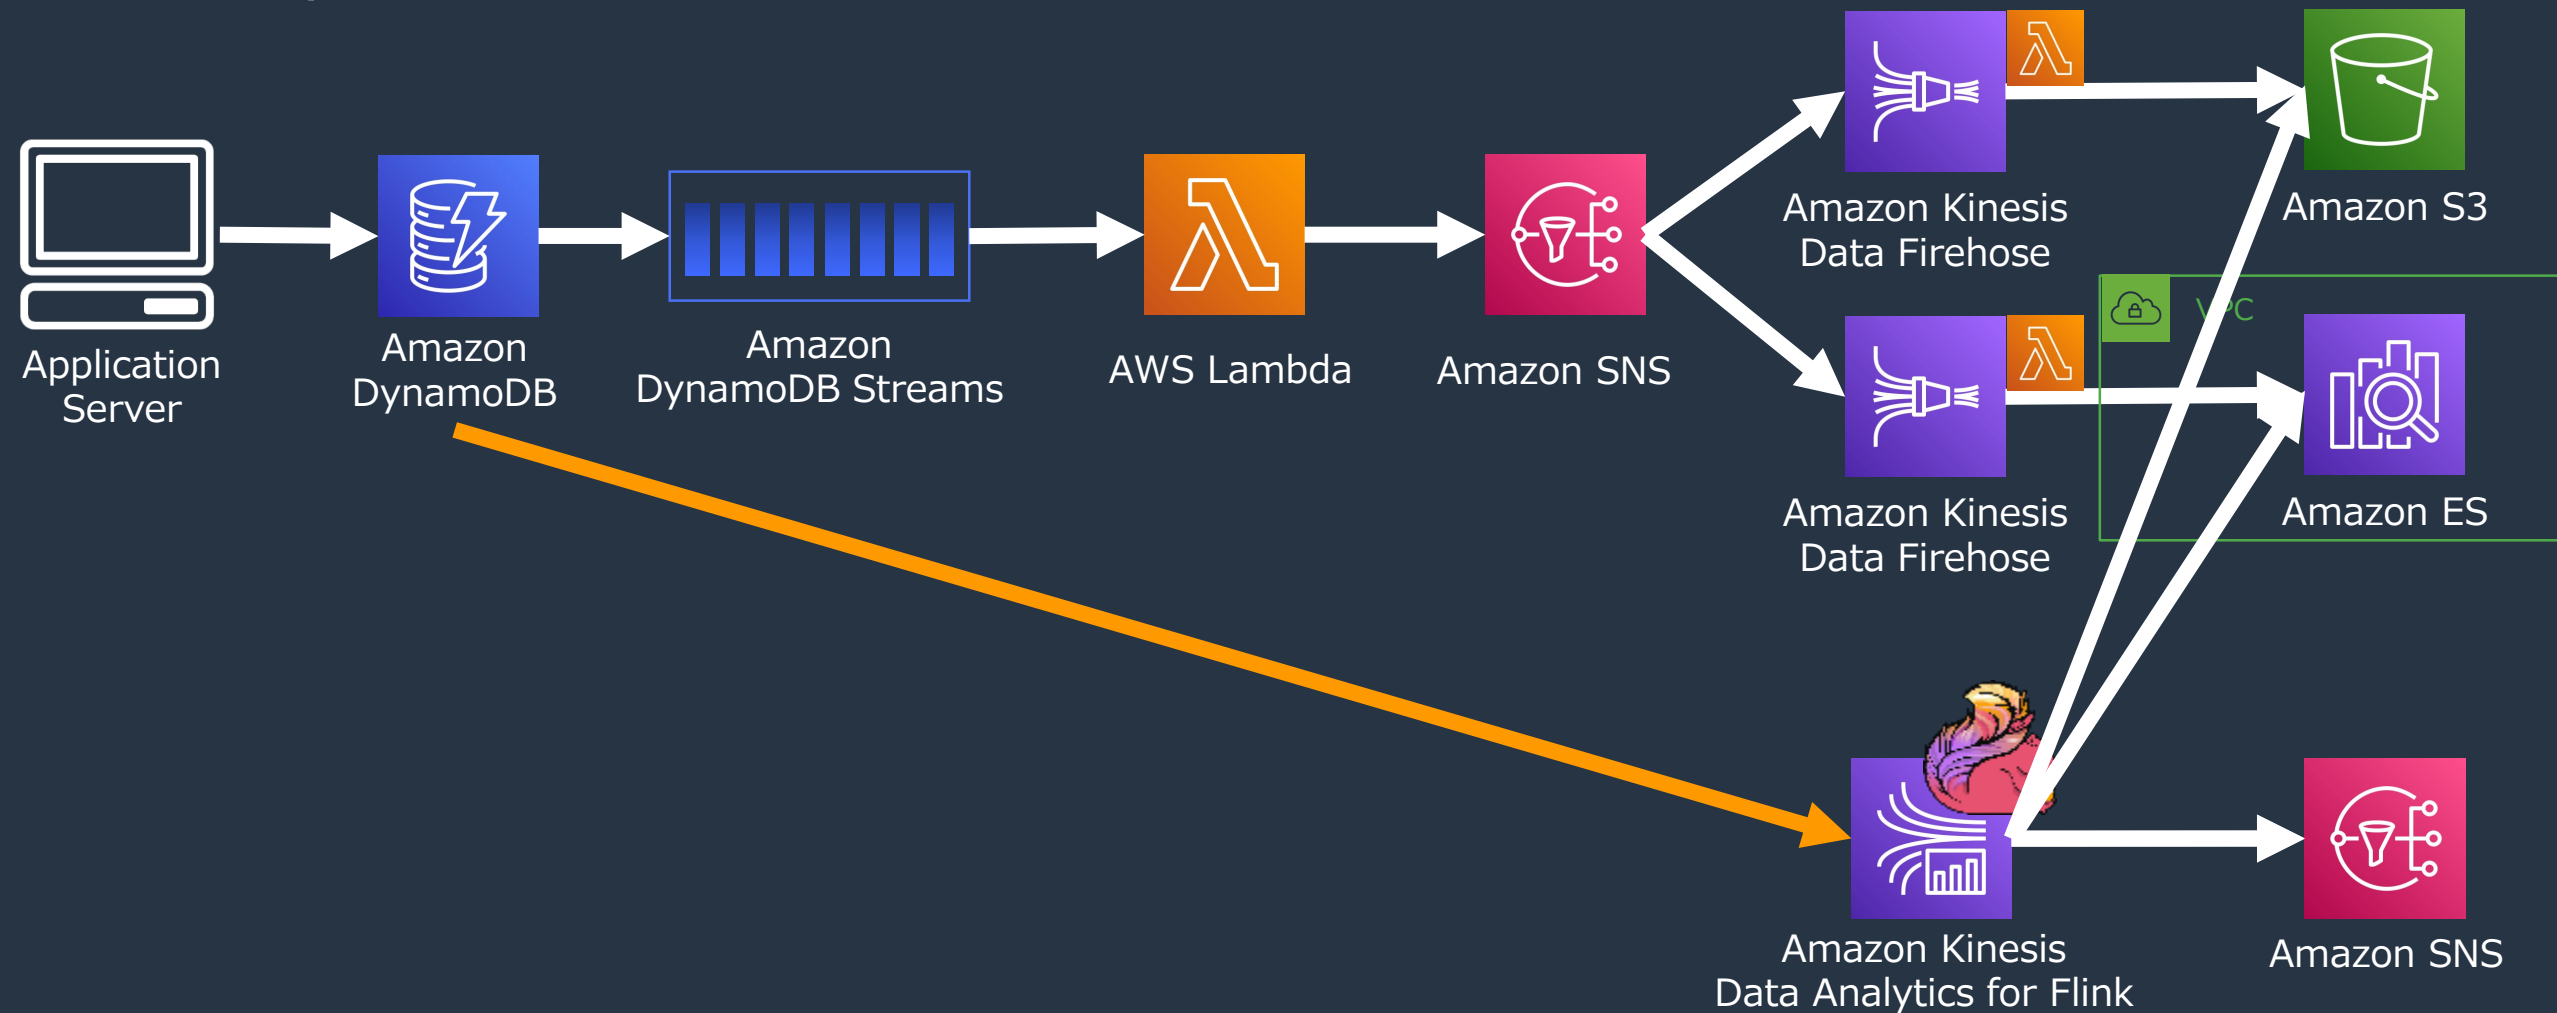 Application
Server
Amazon
DynamoDB
Amazon
DynamoDB Streams
AWS Lambda
Amazon SNS
Amazon Kinesis
Data Firehose
Amazon S3
VPC
Amazon Kinesis
Data Firehose
Amazon ES
Amazon Kinesis
Data Analytics for Flink
Amazon SNS